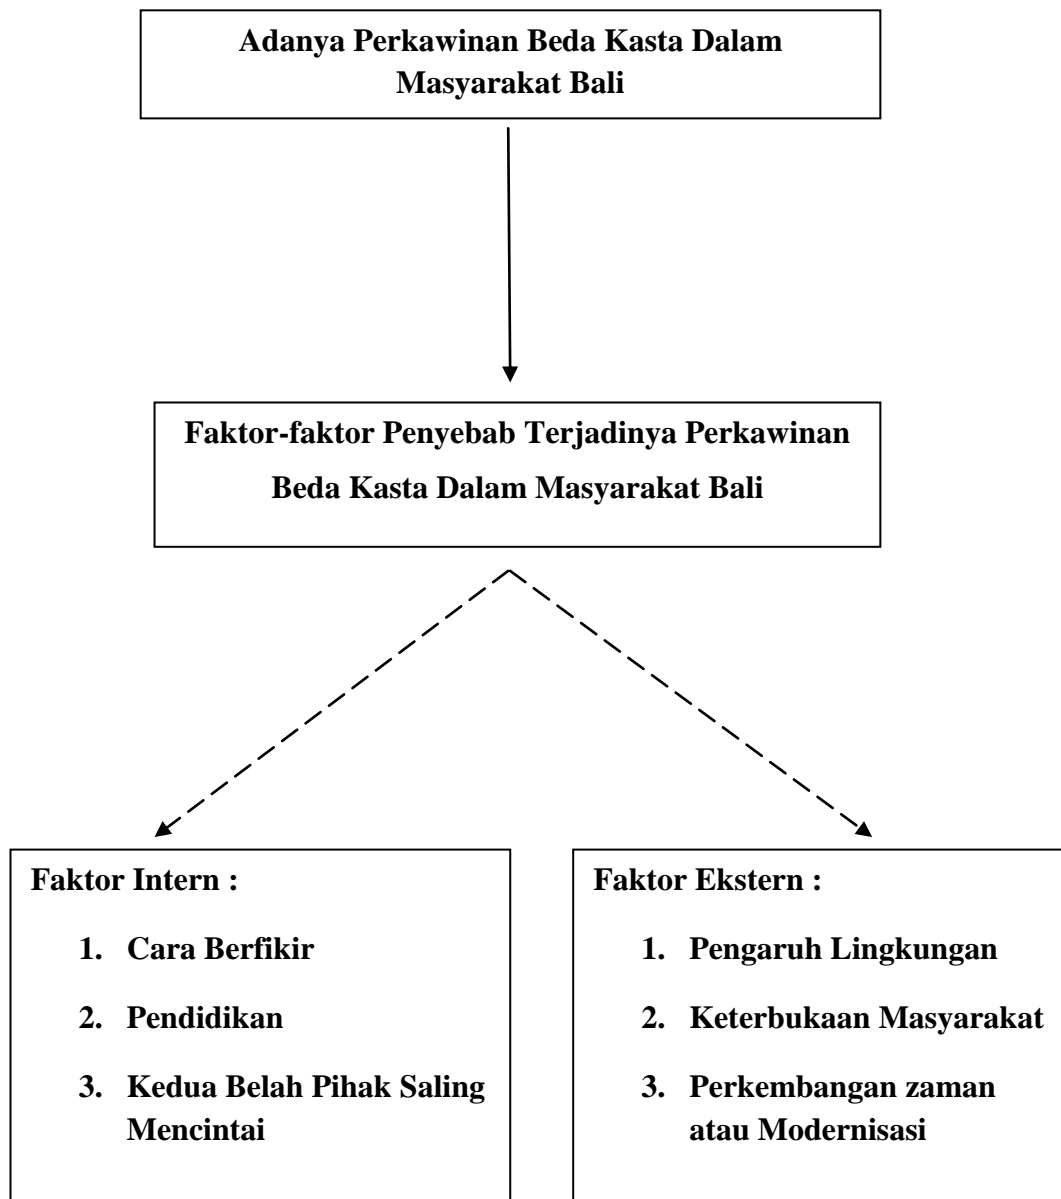 Adanya Perkawinan Beda Kasta Dalam
Masyarakat Bali
Faktor-faktor Penyebab Terjadinya Perkawinan
Beda Kasta Dalam Masyarakat Bali
Faktor Intern :
1. Cara Berfikir
2. Pendidikan
3. Kedua Belah Pihak Saling
Mencintai
Faktor Ekstern :
1. Pengaruh Lingkungan
2. Keterbukaan Masyarakat
3. Perkembangan zaman
atau Modernisasi